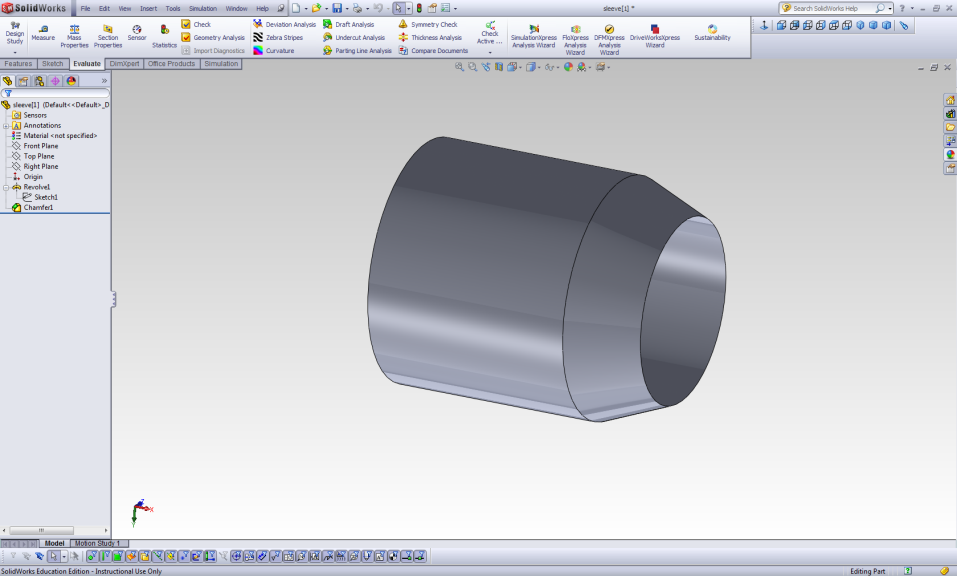 SolidWorks File Edit View Insert Tools Simulation Window Help sleeve[1] * Search SolidWorks Help
Design Study Measure Mass Properties Section Properties Sensor Statistics
Check
Geometry Analysis
Import Diagnostics
Deviation Analysis
Zebra Stripes
Curvature
Draft Analysis
Undercut Analysis
Parting Line Analysis
Symmetry Check
Thickness Analysis
Compare Documents
Check Active ...
SimulationXpress Analysis Wizard
FloXpress Analysis Wizard
DFMXpress Analysis Wizard
DriveWorksXpress Wizard
Sustainability
Features Sketch Evaluate DimXpert Office Products Simulation
sleeve[1] (Default<<Default>_D
Sensors
Annotations
Material <not specified>
Front Plane
Top Plane
Right Plane
Origin
Revolve1
Sketch1
Chamfer1
Model Motion Study 1
SolidWorks Education Edition - Instructional Use Only Editing Part